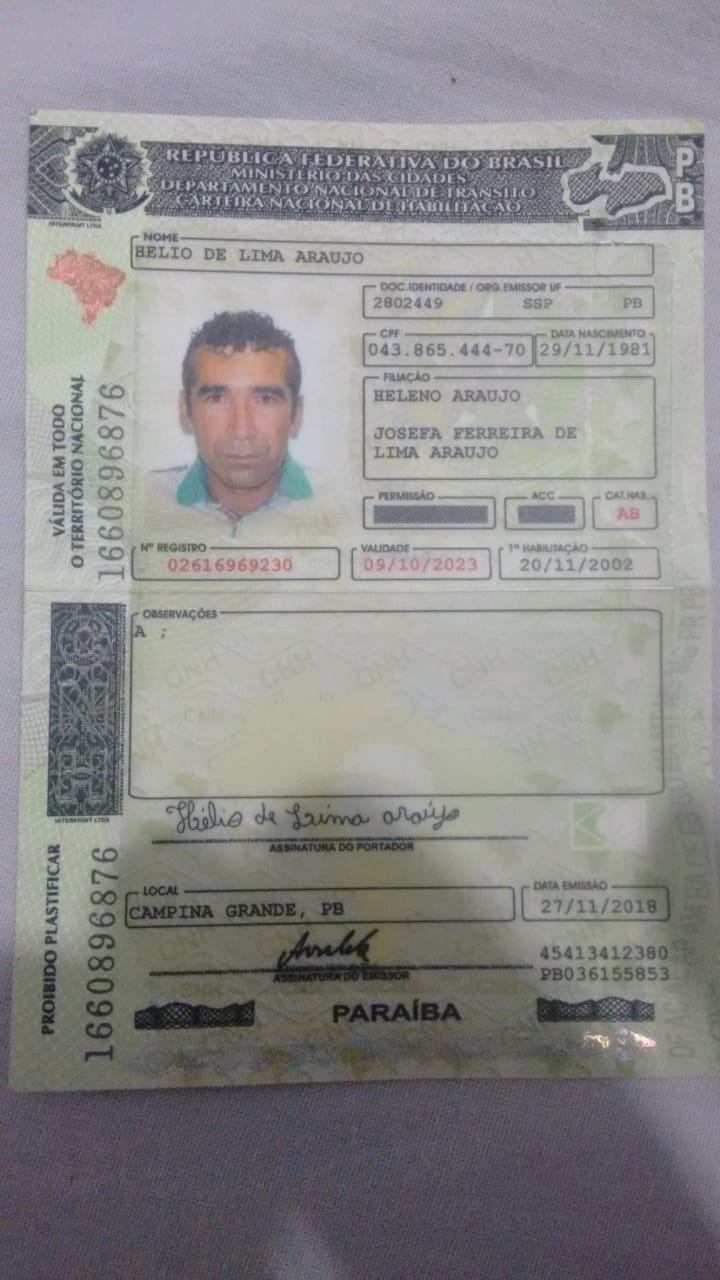 REPÚBLICA FEDERATIVA DO BRASIL
MINISTÉRIO DAS CIDADES
DEPARTAMENTO NACIONAL DE TRÂNSITO
CARTEIRA NACIONAL DE HABILITAÇÃO
PB
INTERPRINT LTDA
NOME
HELIO DE LIMA ARAUJO
DOC.IDENTIDADE / ORG.EMISSOR UF
2802449 SSP PB
CPF
043.865.444-70
DATA NASCIMENTO
29/11/1981
FILIAÇÃO
HELENO ARAUJO
JOSEFA FERREIRA DE
LIMA ARAUJO
PERMISSÃO
ACC
CAT.HAB.
AB
Nº REGISTRO
02616969230
VALIDADE
09/10/2023
1ª HABILITAÇÃO
20/11/2002
VÁLIDA EM TODO
O TERRITÓRIO NACIONAL
1660896876
OBSERVAÇÕES
A ;
INTERPRINT LTDA
Hélio de Lima araújo
ASSINATURA DO PORTADOR
LOCAL
CAMPINA GRANDE, PB
DATA EMISSÃO
27/11/2018
ASSINATURA DO EMISSOR
45413412380
PB036155853
PROIBIDO PLASTIFICAR
1660896876
PARAÍBA